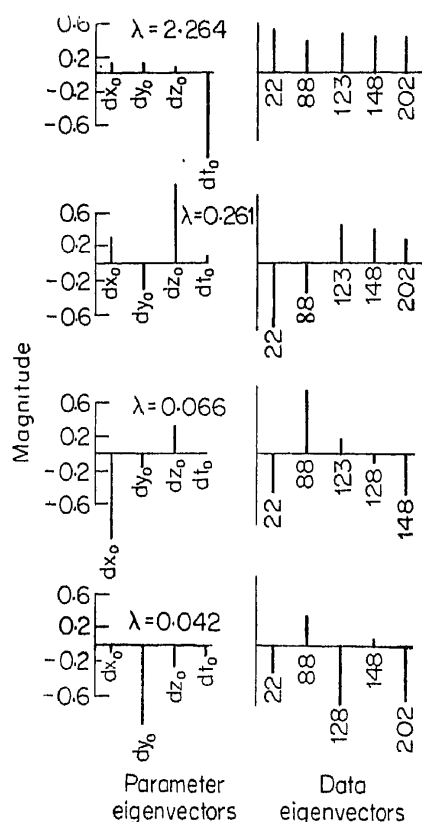 0.6
λ=2.264
0.2
-0.2
-0.6
dx₀
dy₀
dz₀
dt₀
22
88
123
148
202
0.6
0.2
λ=0.261
-0.2
-0.6
dx₀
dy₀
dz₀
dt₀
22
88
123
148
202
Magnitude
0.6
λ=0.066
0.2
-0.2
-0.6
dx₀
dy₀
dz₀
dt₀
22
88
123
128
148
0.6
0.2
λ=0.042
-0.2
-0.6
dx₀
dy₀
dz₀
dt₀
22
88
128
148
202
Parameter
eigenvectors
Data
eigenvectors